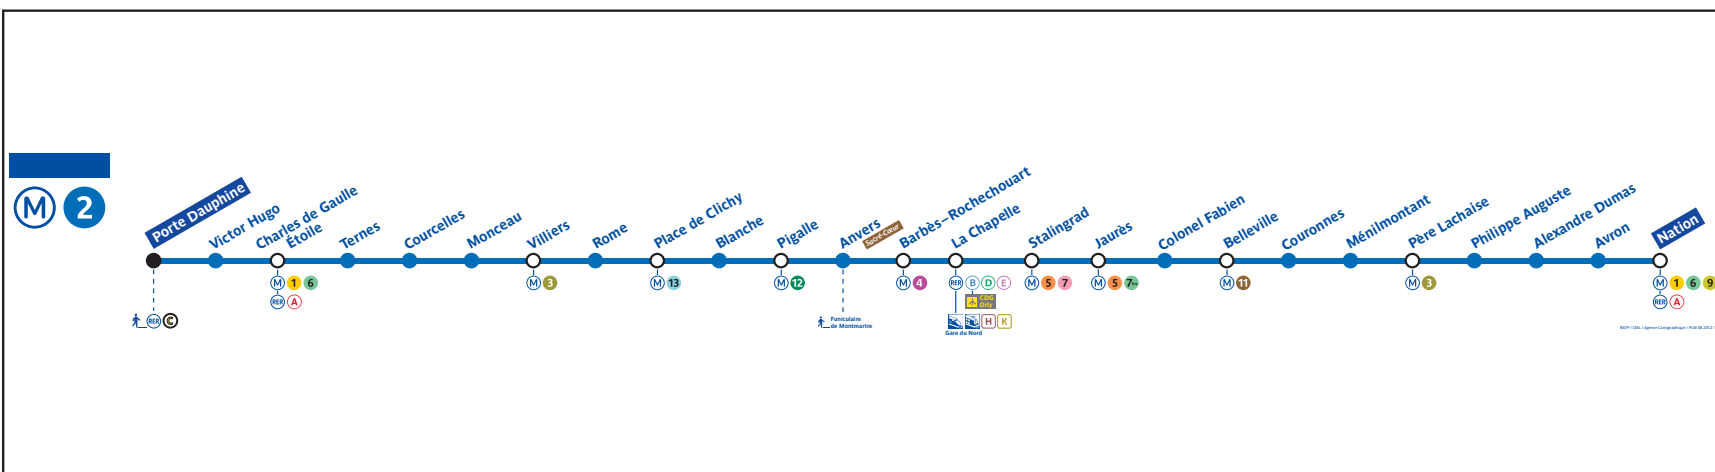 M 2
Porte Dauphine
Victor Hugo
Charles de Gaulle
Étoile
Ternes
Courcelles
Monceau
Villiers
Rome
Place de Clichy
Blanche
Pigalle
Anvers
Sacré-Cœur
Barbès–Rochechouart
La Chapelle
Stalingrad
Jaurès
Colonel Fabien
Belleville
Couronnes
Ménilmontant
Père Lachaise
Philippe Auguste
Alexandre Dumas
Avron
Nation
M 1 6
RER A
M 3
M 13
M 12
M 4
RER B D E
M 5 7
M 5 7bis
M 11
M 3
M 1 6 9
RER A
CDG
Orly
RER C
Funiculaire
de Montmartre
H K
Gare du Nord